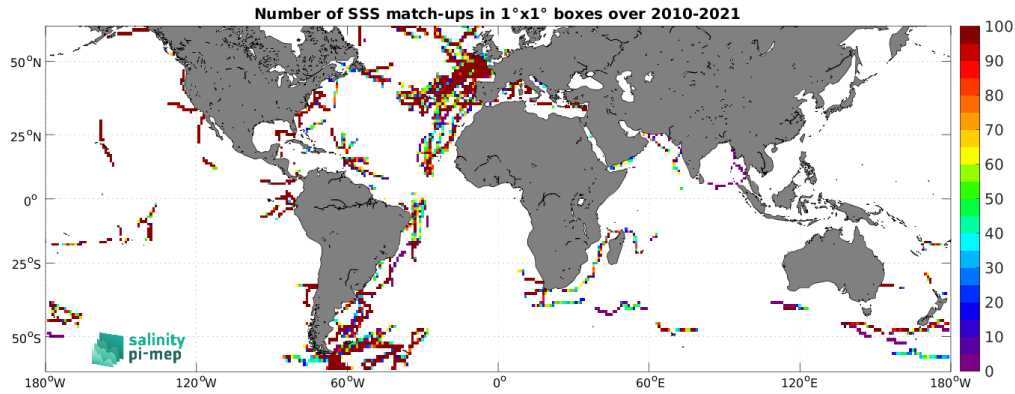 Number of SSS match-ups in 1°x1° boxes over 2010-2021
50°N
25°N
0°
25°S
50°S
180°W
120°W
60°W
0°
60°E
120°E
180°W
100
90
80
70
60
50
40
30
20
10
0
salinity
pi-mep